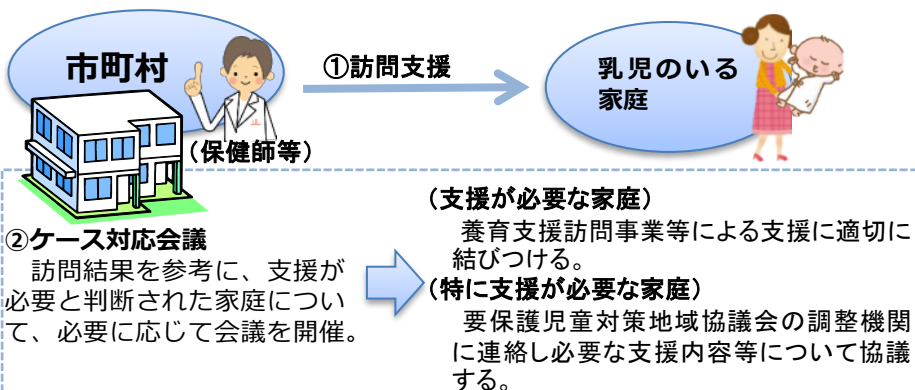 市町村
①訪問支援
乳児のいる
家庭
（保健師等）
②ケース対応会議
　訪問結果を参考に、支援が
必要と判断された家庭につい
て、必要に応じて会議を開催。
（支援が必要な家庭）
　養育支援訪問事業等による支援に適切に
結びつける。
（特に支援が必要な家庭）
　要保護児童対策地域協議会の調整機関
に連絡し必要な支援内容等について協議
する。